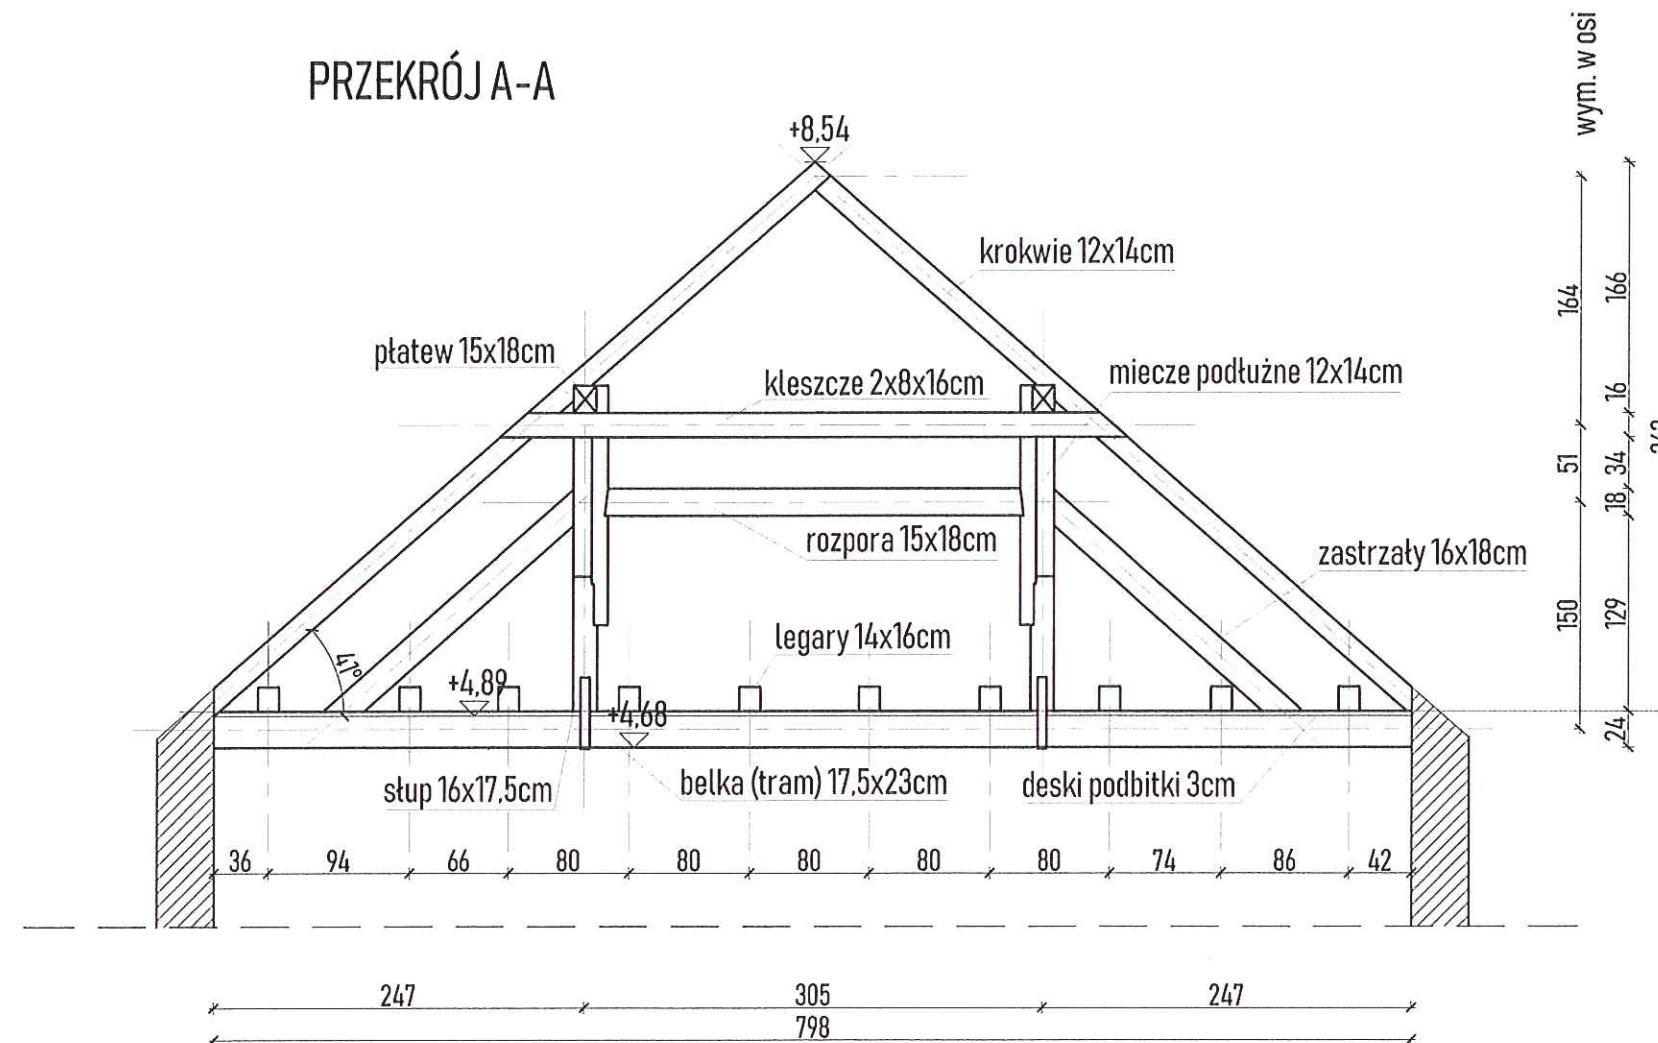 PRZEKRÓJ A-A
wym. w osi
+8,54
krokwie 12x14cm
płatew 15x18cm
kleszcze 2x8x16cm
miecze podłużne 12x14cm
rozpora 15x18cm
zastrzały 16x18cm
legary 14x16cm
41°
+4,89
+4,68
słup 16x17,5cm
belka (tram) 17,5x23cm
deski podbitki 3cm
164
51
150
166
16
34
18
129
24
36 94 66 80 80 80 80 80 74 86 42
247 305 247
798